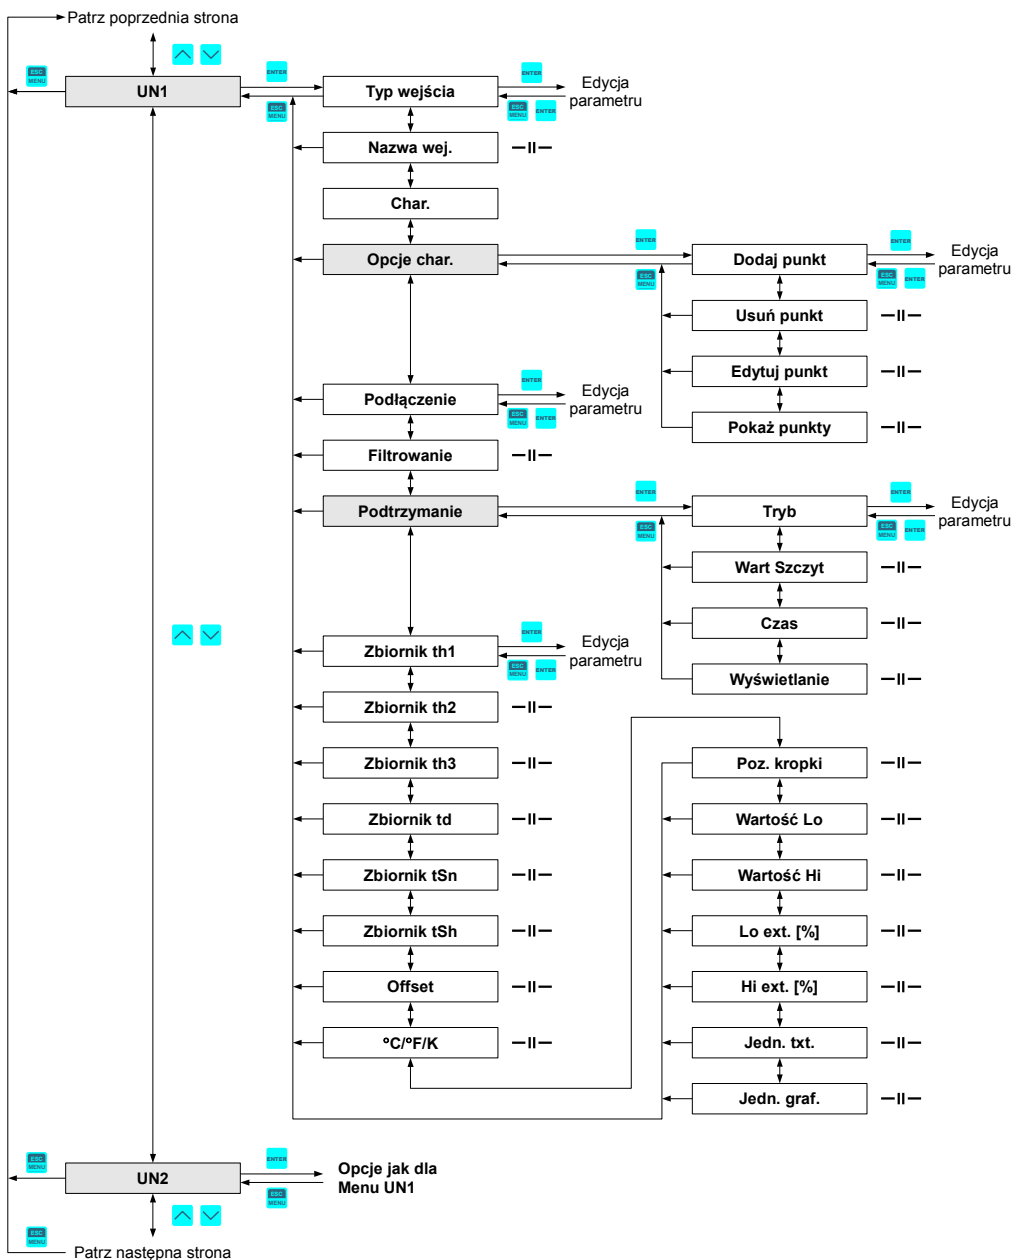 Patrz poprzednia strona
ESC
MENU
UN1
ENTER
ESC
MENU
Typ wejścia
ENTER
ESC
MENU
ENTER
Edycja
parametru
Nazwa wej.
—II—
Char.
Opcje char.
ENTER
ESC
MENU
Dodaj punkt
ENTER
ESC
MENU
ENTER
Edycja
parametru
Usuń punkt
—II—
Edytuj punkt
—II—
Pokaż punkty
—II—
Podłączenie
ENTER
ESC
MENU
ENTER
Edycja
parametru
Filtrowanie
—II—
Podtrzymanie
ENTER
ESC
MENU
Tryb
ENTER
ESC
MENU
ENTER
Edycja
parametru
Wart Szczyt
—II—
Czas
—II—
Wyświetlanie
—II—
Zbiornik th1
ENTER
ESC
MENU
ENTER
Edycja
parametru
Zbiornik th2
—II—
Zbiornik th3
—II—
Zbiornik td
—II—
Zbiornik tSn
—II—
Zbiornik tSh
—II—
Offset
—II—
°C/°F/K
—II—
Poz. kropki
—II—
Wartość Lo
—II—
Wartość Hi
—II—
Lo ext. [%]
—II—
Hi ext. [%]
—II—
Jedn. txt.
—II—
Jedn. graf.
—II—
ESC
MENU
UN2
ENTER
ESC
MENU
Opcje jak dla
Menu UN1
ESC
MENU
Patrz następna strona